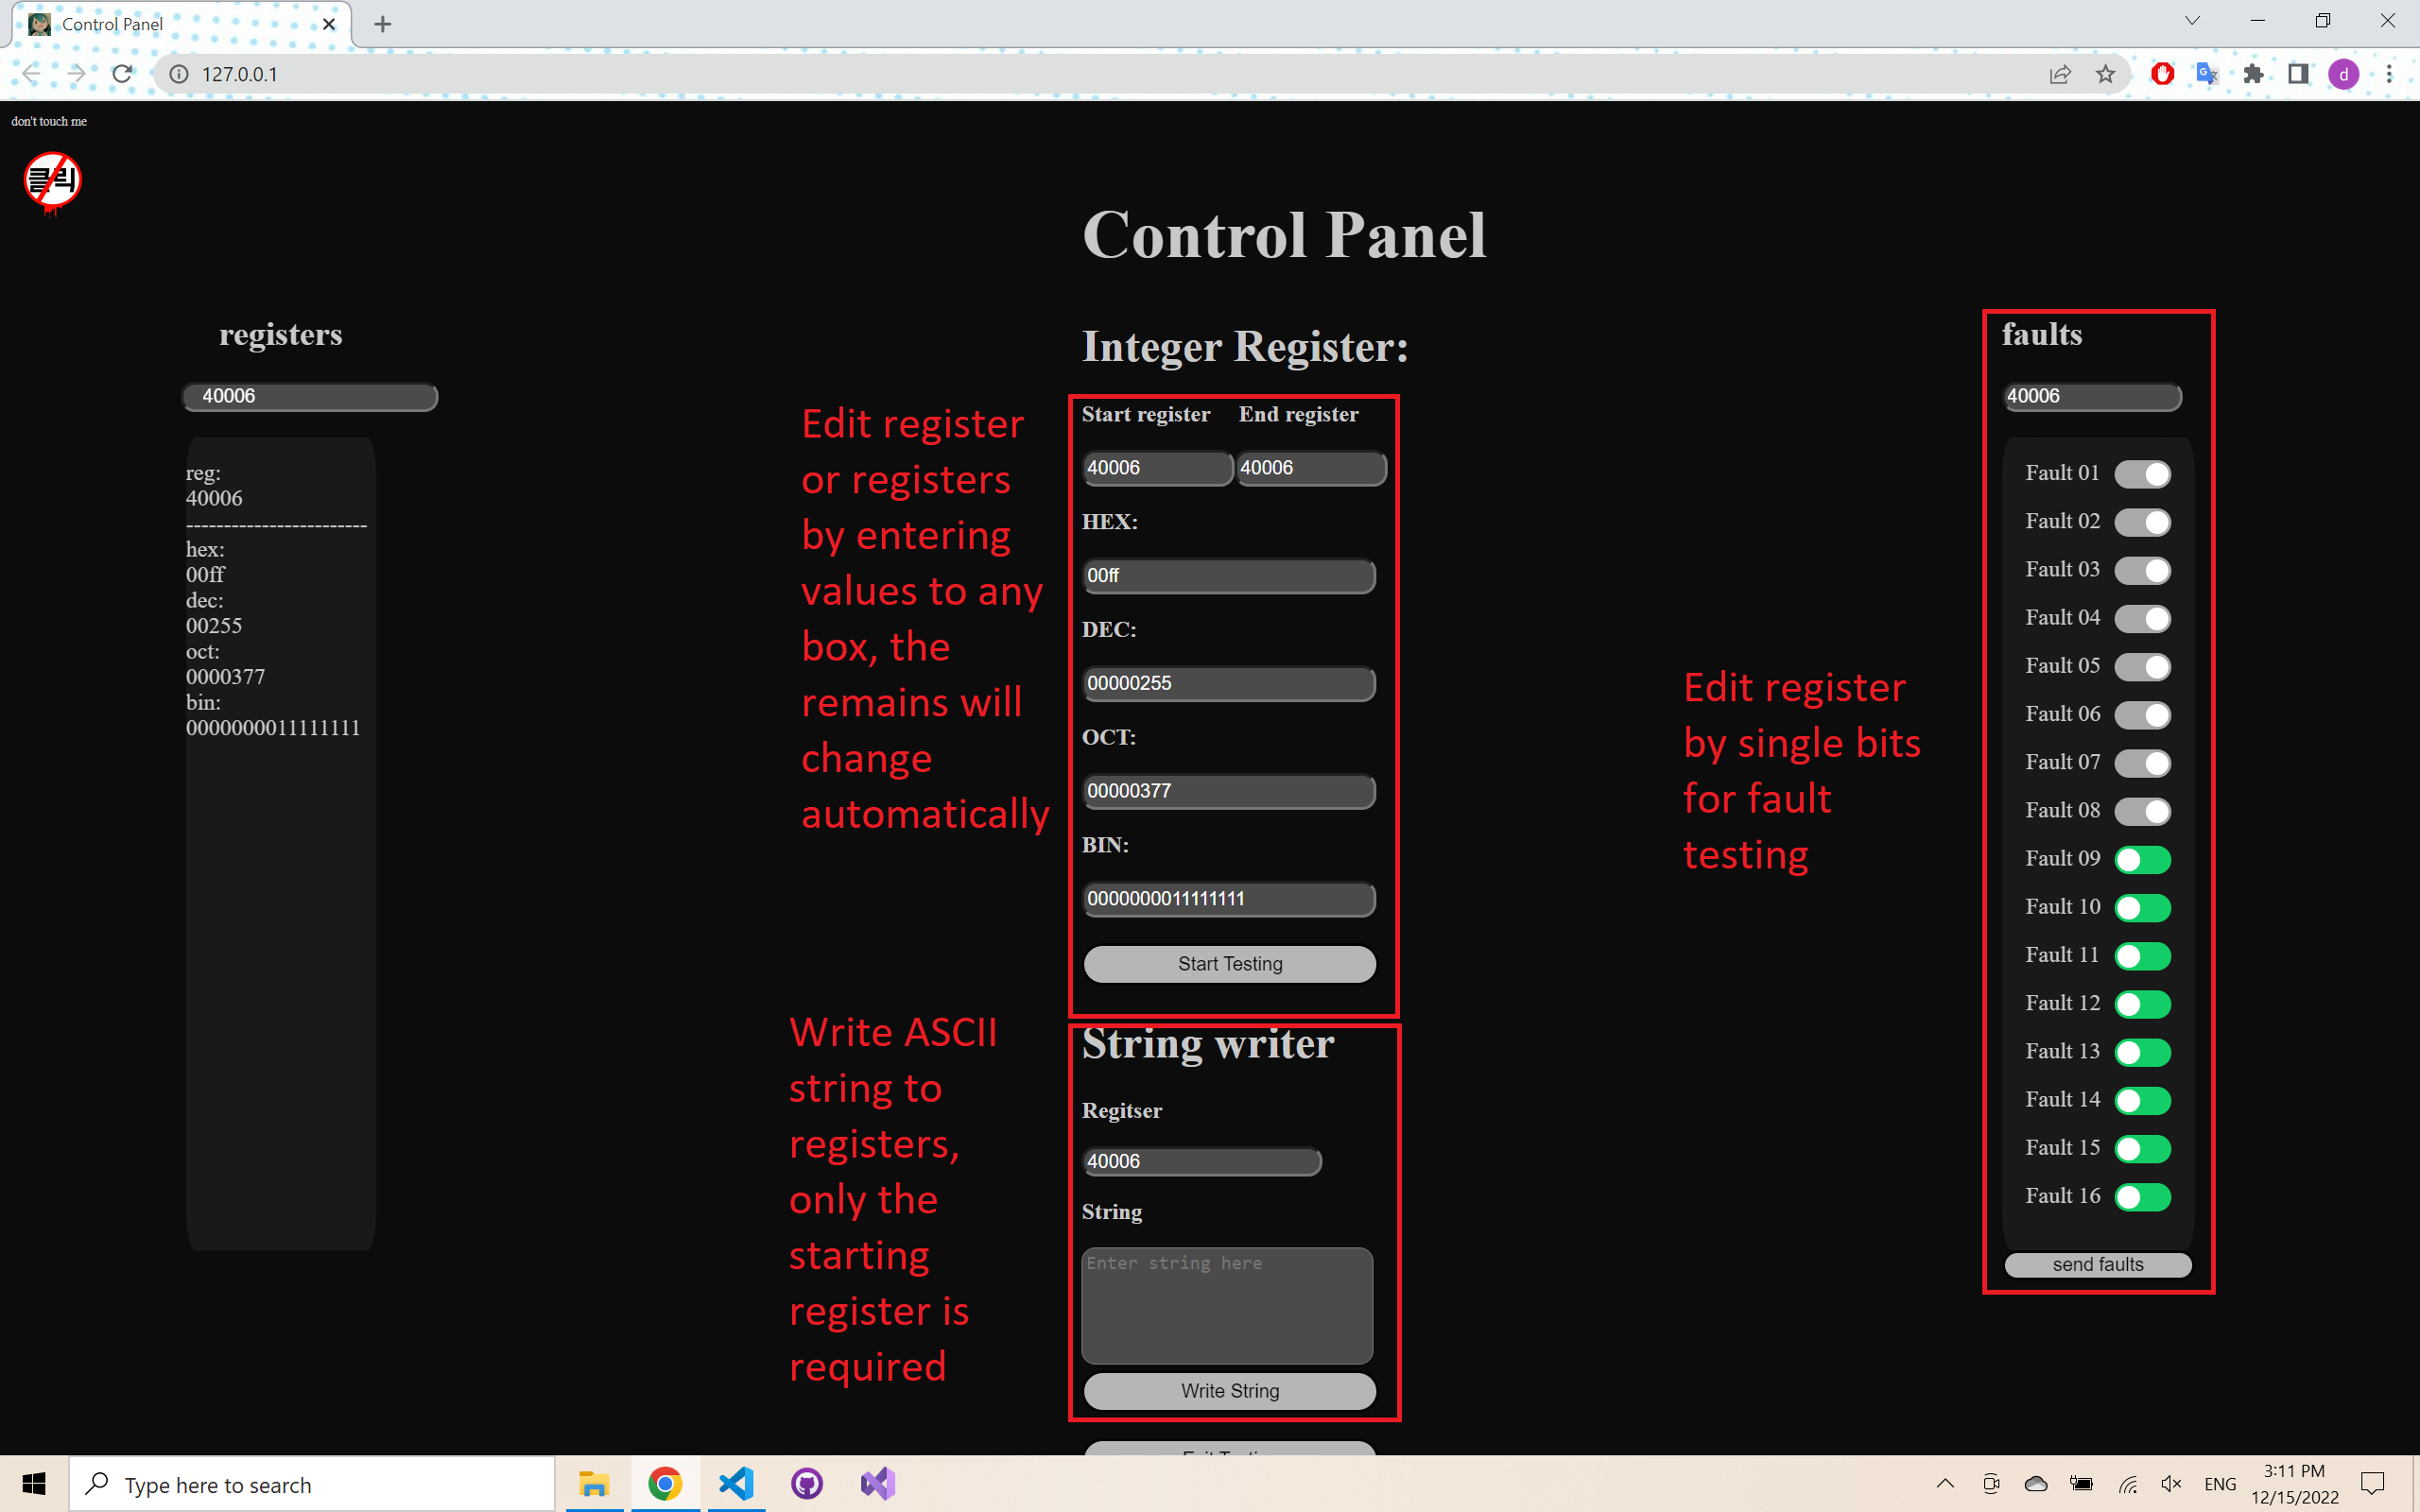 Control Panel
127.0.0.1
d
don't touch me
클릭
Control Panel
registers
40006
reg:
40006
------------------------
hex:
00ff
dec:
00255
oct:
0000377
bin:
0000000011111111
Edit register
or registers
by entering
values to any
box, the
remains will
change
automatically
Integer Register:
Start register End register
40006 40006
HEX:
00ff
DEC:
00000255
OCT:
00000377
BIN:
0000000011111111
Start Testing
Write ASCII
string to
registers,
only the
starting
register is
required
String writer
Regitser
40006
String
Enter string here
Write String
Edit register
by single bits
for fault
testing
faults
40006
Fault 01
Fault 02
Fault 03
Fault 04
Fault 05
Fault 06
Fault 07
Fault 08
Fault 09
Fault 10
Fault 11
Fault 12
Fault 13
Fault 14
Fault 15
Fault 16
send faults
Type here to search
ENG
3:11 PM
12/15/2022